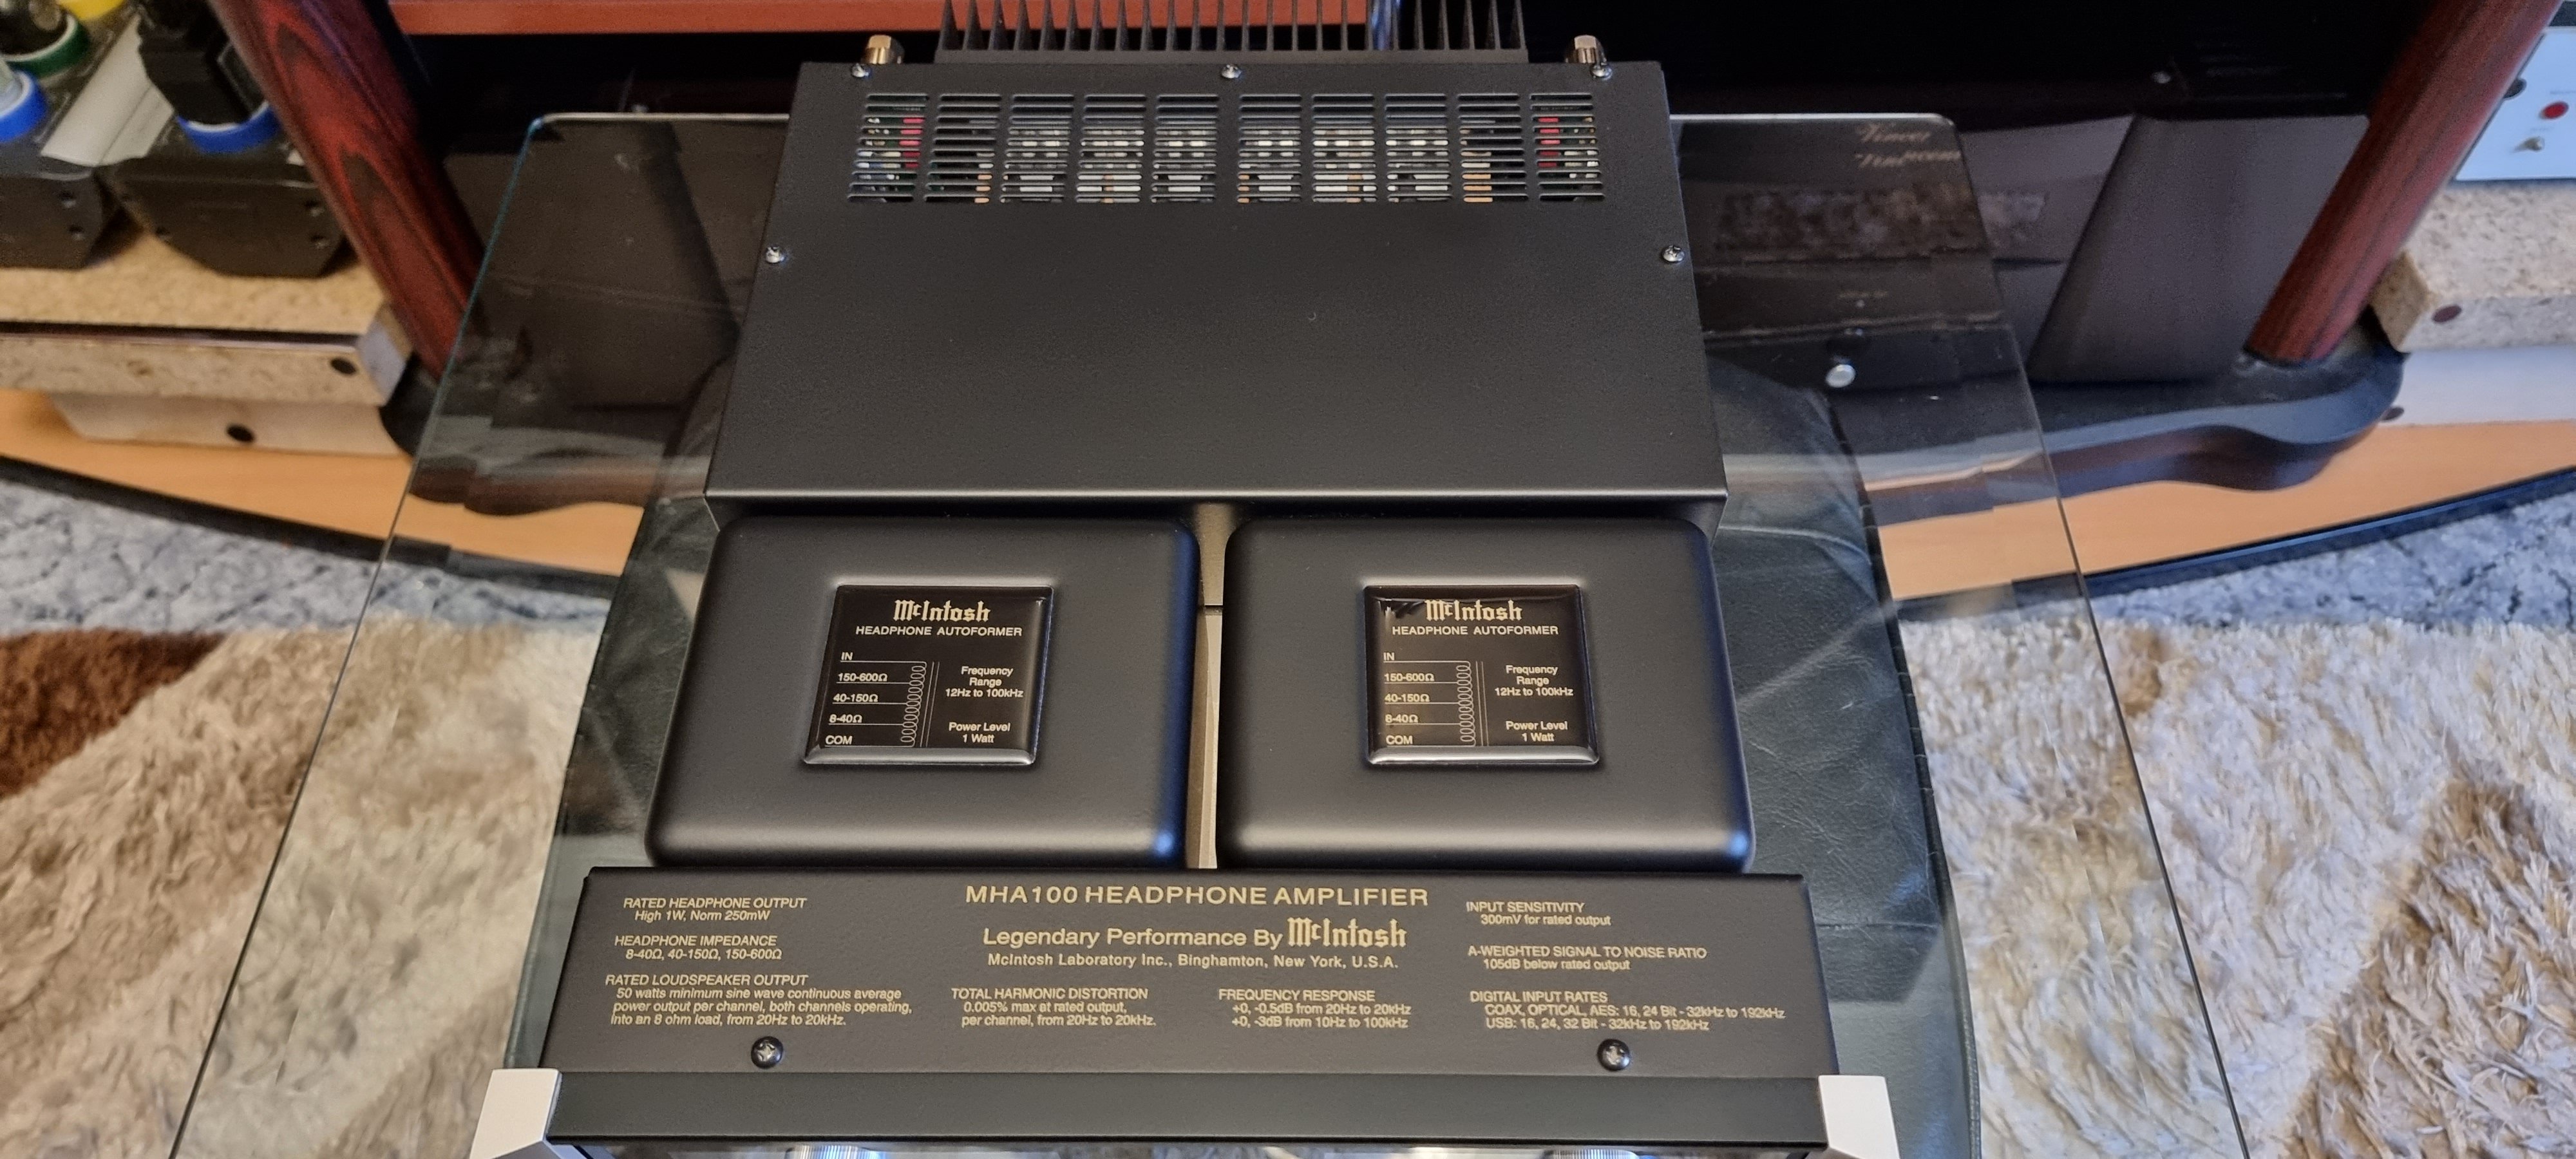 McIntosh
HEADPHONE AUTOFORMER
IN
150-600Ω
40-150Ω
8-40Ω
COM
Frequency
Range
12Hz to 100kHz
Power Level
1 Watt
McIntosh
HEADPHONE AUTOFORMER
IN
150-600Ω
40-150Ω
8-40Ω
COM
Frequency
Range
12Hz to 100kHz
Power Level
1 Watt
RATED HEADPHONE OUTPUT
High 1W, Norm 250mW
HEADPHONE IMPEDANCE
8-40Ω, 40-150Ω, 150-600Ω
RATED LOUDSPEAKER OUTPUT
50 watts minimum sine wave continuous average
power output per channel, both channels operating,
into an 8 ohm load, from 20Hz to 20kHz.
MHA100 HEADPHONE AMPLIFIER
Legendary Performance By McIntosh
McIntosh Laboratory Inc., Binghamton, New York, U.S.A.
TOTAL HARMONIC DISTORTION
0.005% max at rated output,
per channel, from 20Hz to 20kHz.
FREQUENCY RESPONSE
+0, -0.5dB from 20Hz to 20kHz
+0, -3dB from 10Hz to 100kHz
INPUT SENSITIVITY
300mV for rated output
A-WEIGHTED SIGNAL TO NOISE RATIO
105dB below rated output
DIGITAL INPUT RATES
COAX, OPTICAL, AES: 16, 24 Bit - 32kHz to 192kHz
USB: 16, 24, 32 Bit - 32kHz to 192kHz